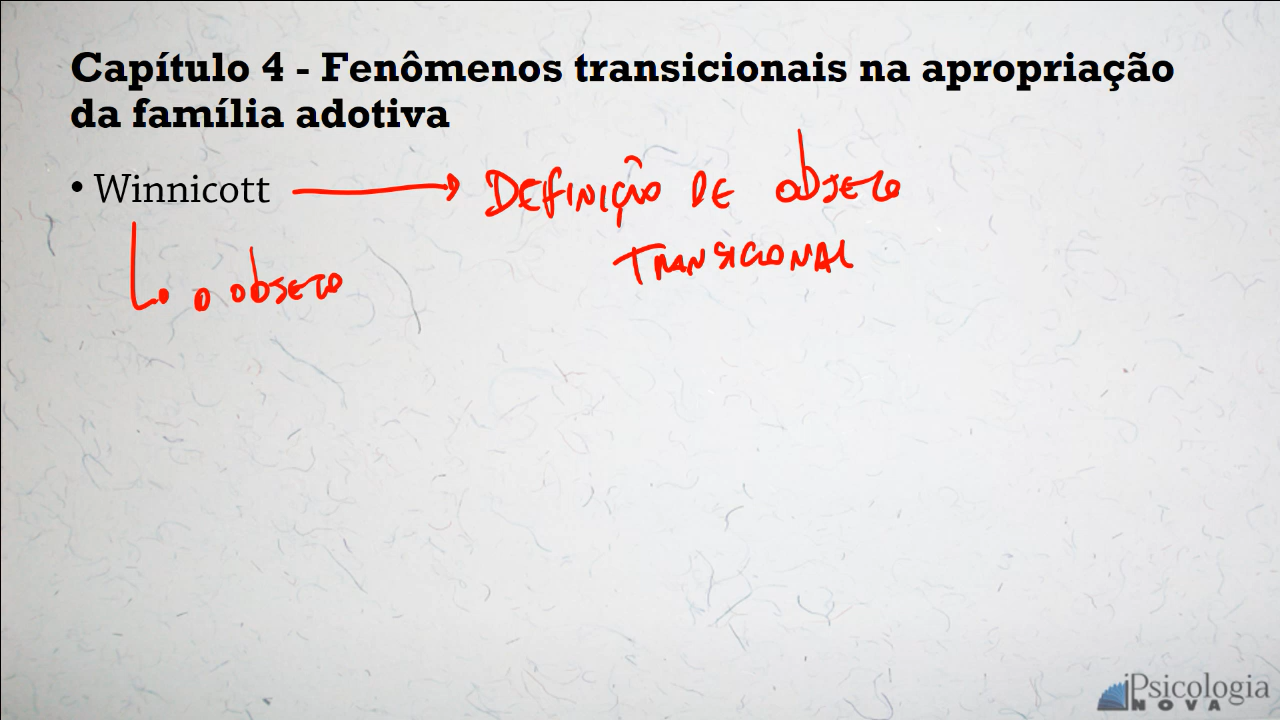 Capítulo 4 - Fenômenos transicionais na apropriação
da família adotiva
• Winnicott DEFINIÇÃO DE objETO
TRANSICIONAL
o objETO
Psicologia
NOVA